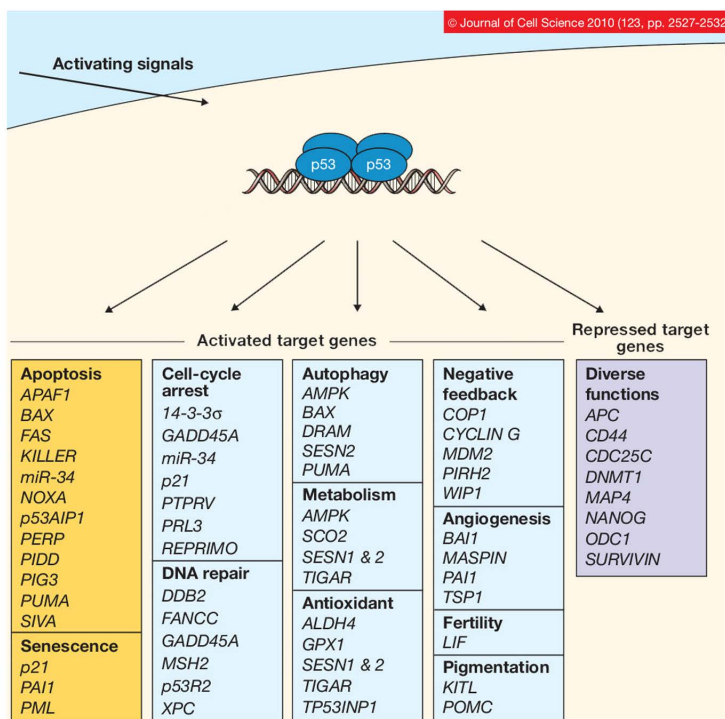 © Journal of Cell Science 2010 (123, pp. 2527-2532
Activating signals
p53 p53
Activated target genes
Repressed target
genes
Apoptosis
APAF1
BAX
FAS
KILLER
miR-34
NOXA
p53AIP1
PERP
PIDD
PIG3
PUMA
SIVA
Senescence
p21
PAI1
PML
Cell-cycle
arrest
14-3-3σ
GADD45A
miR-34
p21
PTPRV
PRL3
REPRIMO
DNA repair
DDB2
FANCC
GADD45A
MSH2
p53R2
XPC
Autophagy
AMPK
BAX
DRAM
SESN2
PUMA
Metabolism
AMPK
SCO2
SESN1 & 2
TIGAR
Antioxidant
ALDH4
GPX1
SESN1 & 2
TIGAR
TP53INP1
Negative
feedback
COP1
CYCLIN G
MDM2
PIRH2
WIP1
Angiogenesis
BAI1
MASPIN
PAI1
TSP1
Fertility
LIF
Pigmentation
KITL
POMC
Diverse
functions
APC
CD44
CDC25C
DNMT1
MAP4
NANOG
ODC1
SURVIVIN